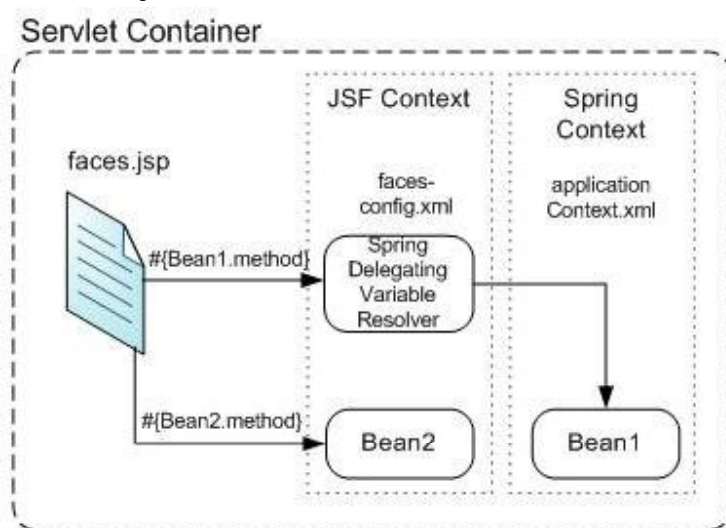 Servlet Container
JSF Context
Spring
Context
faces.jsp
faces-
config.xml
application
Context.xml
#{Bean1.method}
Spring
Delegating
Variable
Resolver
#{Bean2.method}
Bean2
Bean1